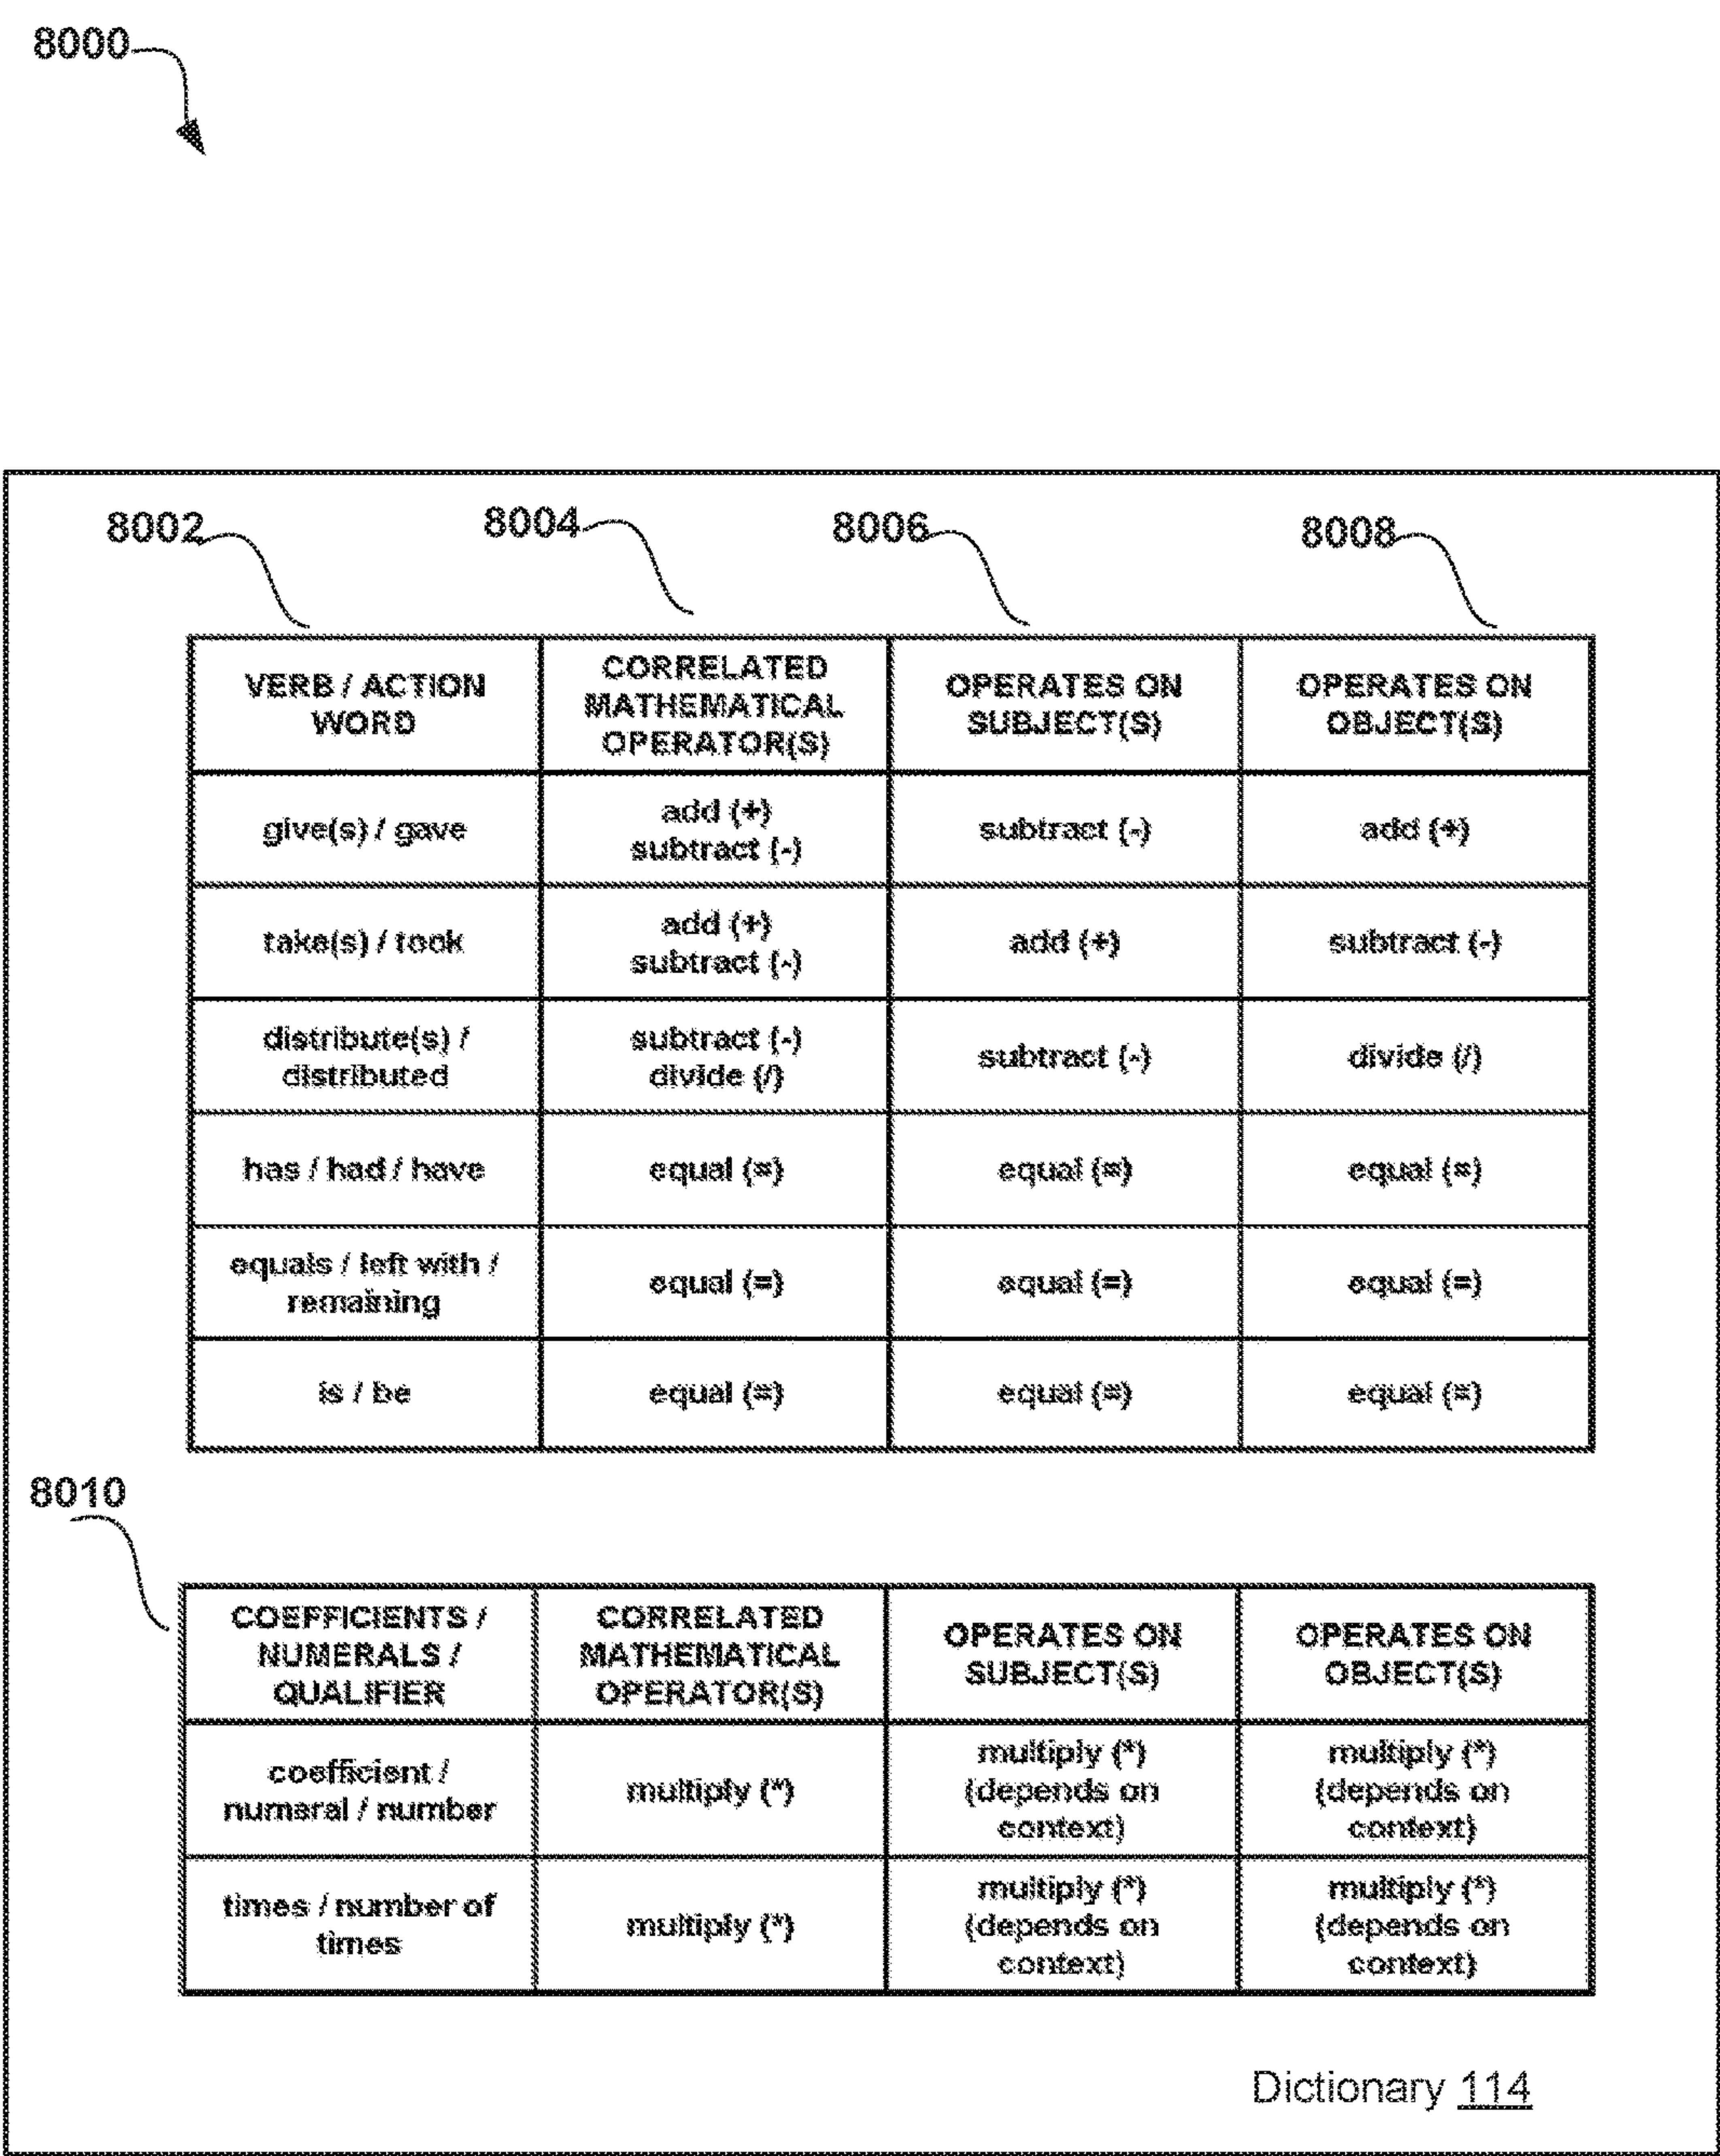 8000
8002
8004
8006
8008
VERB / ACTION
WORD
CORRELATED
MATHEMATICAL
OPERATOR(S)
OPERATES ON
SUBJECT(S)
OPERATES ON
OBJECT(S)
give(s) / gave
add (+)
subtract (-)
subtract (-)
add (+)
take(s) / took
add (+)
subtract (-)
add (+)
subtract (-)
distribute(s) /
distributed
subtract (-)
divide (/)
subtract (-)
divide (/)
has / had / have
equal (=)
equal (=)
equal (=)
equals / left with /
remaining
equal (=)
equal (=)
equal (=)
is / be
equal (=)
equal (=)
equal (=)
8010
COEFFICIENTS /
NUMERALS /
QUALIFIER
CORRELATED
MATHEMATICAL
OPERATOR(S)
OPERATES ON
SUBJECT(S)
OPERATES ON
OBJECT(S)
coefficient /
numeral / number
multiply (*)
multiply (*)
(depends on
context)
multiply (*)
(depends on
context)
times / number of
times
multiply (*)
multiply (*)
(depends on
context)
multiply (*)
(depends on
context)
Dictionary 114